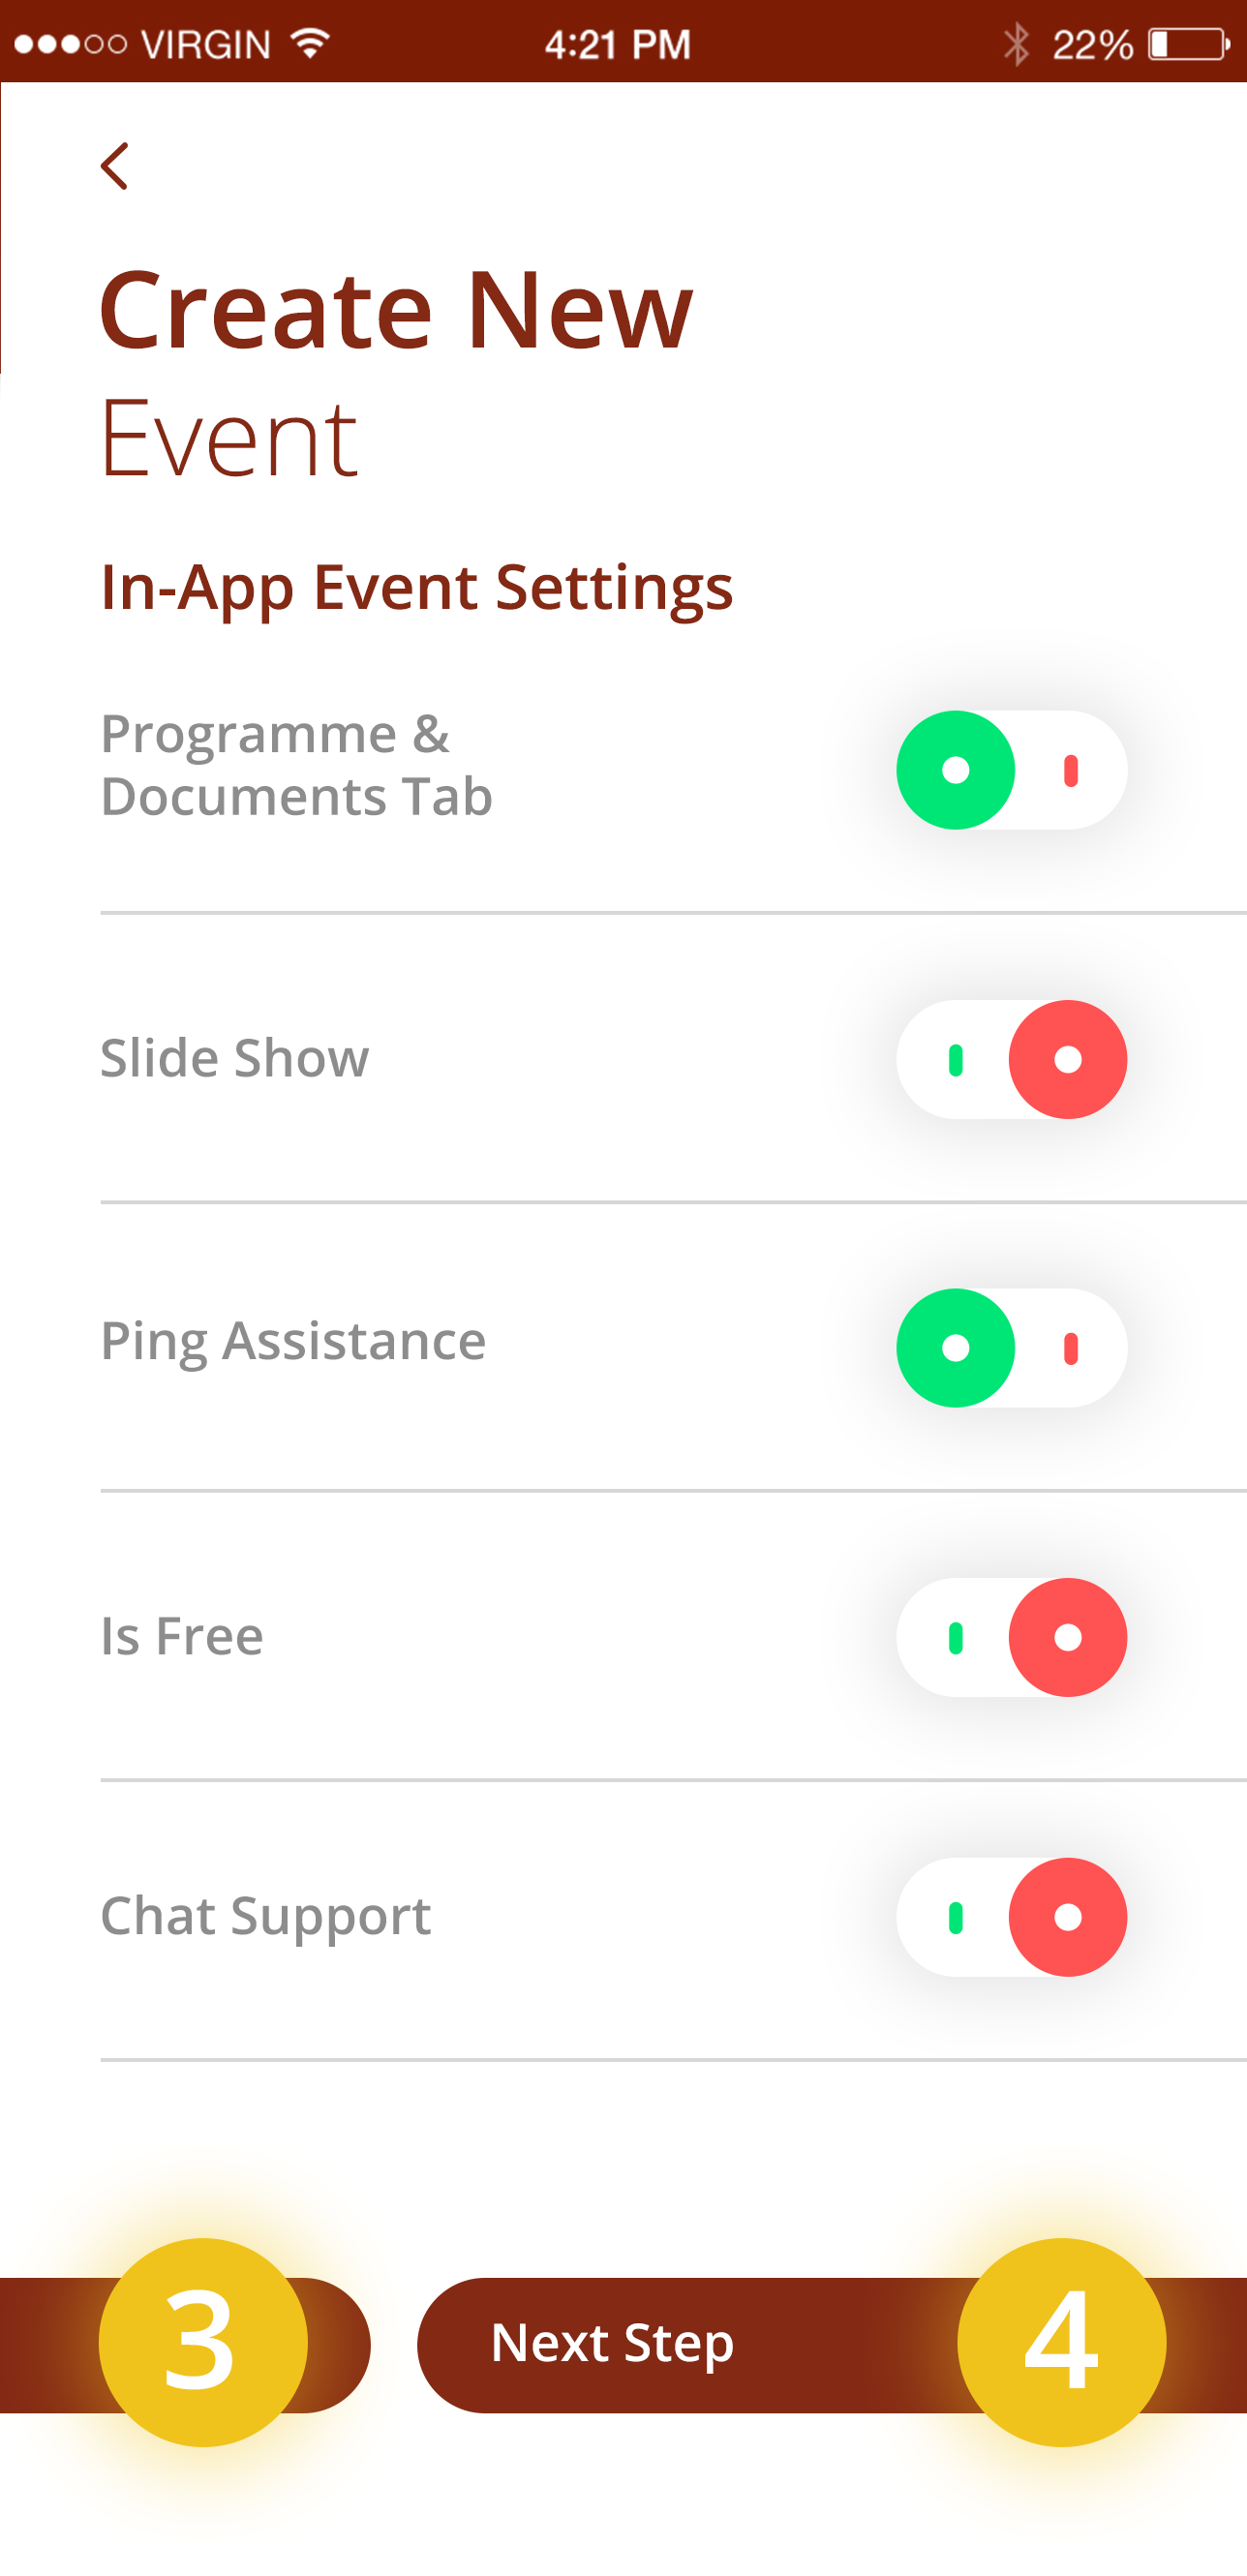 VIRGIN 4:21 PM 22%
Create New
Event
In-App Event Settings
Programme &
Documents Tab
Slide Show
Ping Assistance
Is Free
Chat Support
3 Next Step 4